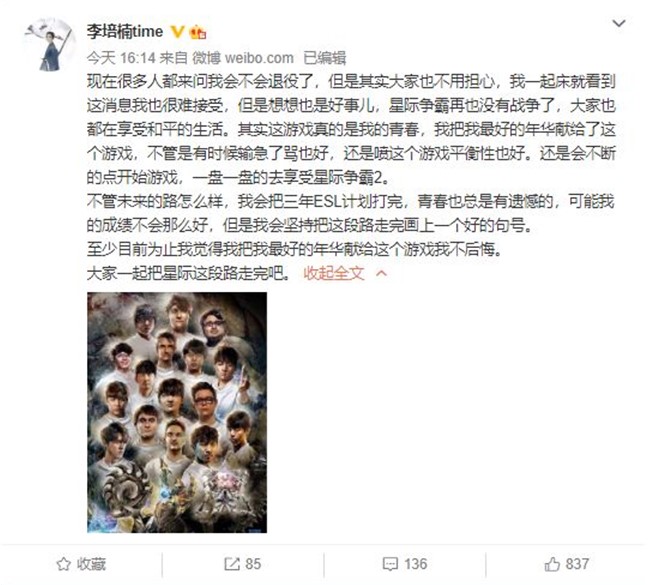 李培楠time
今天 16:14 来自 微博 weibo.com 已编辑
现在很多人都来问我会不会退役了，但是其实大家也不用担心，我一起床就看到
这消息我也很难接受，但是想想也是好事儿，星际争霸再也没有战争了，大家也
都在享受和平的生活。其实这游戏真的是我的青春，我把我最好的年华献给了这
个游戏，不管是有时候输急了骂也好，还是喷这个游戏平衡性也好。还是会不断
的点开始游戏，一盘一盘的去享受星际争霸2。
不管未来的路怎么样，我会把三年ESL计划打完，青春也总是有遗憾的，可能我
的成绩不会那么好，但是我会坚持把这段路走完画上一个好的句号。
至少目前为止我觉得我把我最好的年华献给这个游戏我不后悔。
大家一起把星际这段路走完吧。 收起全文
收藏 85 136 837